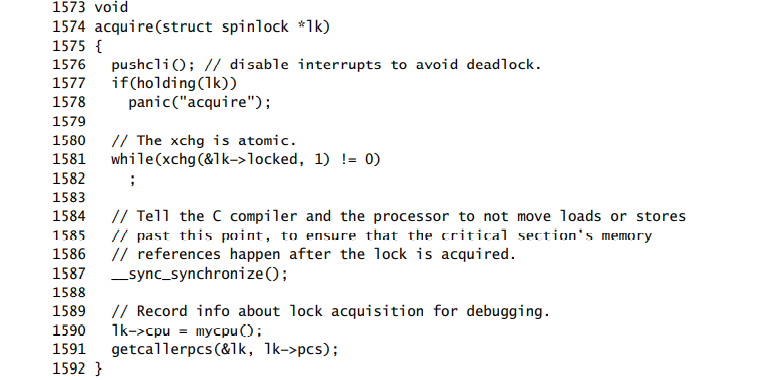 1573 void
1574 acquire(struct spinlock *lk)
1575 {
1576   pushcli(); // disable interrupts to avoid deadlock.
1577   if(holding(lk))
1578     panic("acquire");
1579
1580   // The xchg is atomic.
1581   while(xchg(&lk->locked, 1) != 0)
1582     ;
1583
1584   // Tell the C compiler and the processor to not move loads or stores
1585   // past this point, to ensure that the critical section's memory
1586   // references happen after the lock is acquired.
1587   __sync_synchronize();
1588
1589   // Record info about lock acquisition for debugging.
1590   lk->cpu = mycpu();
1591   getcallerpcs(&lk, lk->pcs);
1592 }